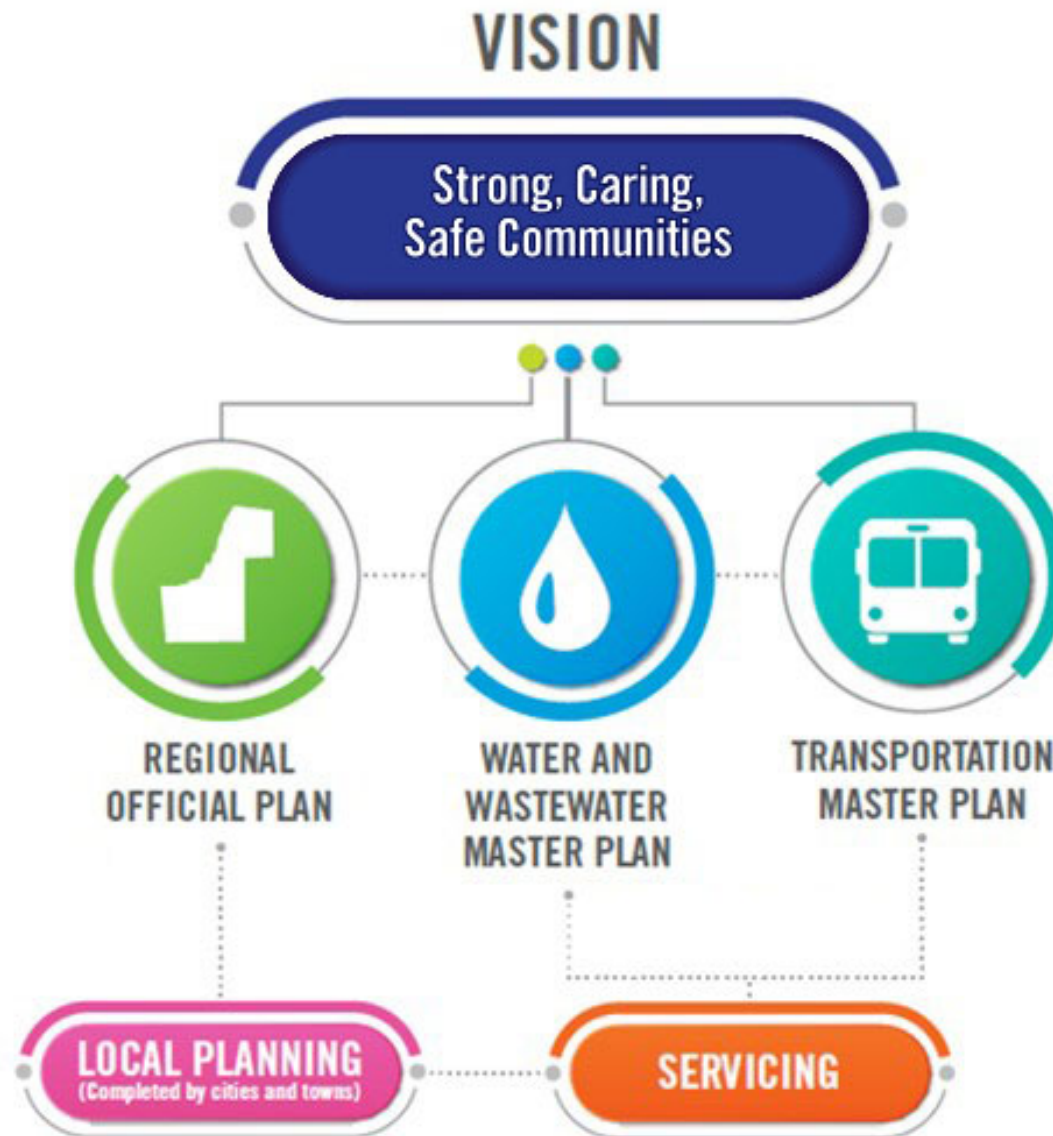 VISION
Strong, Caring,
Safe Communities
REGIONAL
OFFICIAL PLAN
WATER AND
WASTEWATER
MASTER PLAN
TRANSPORTATION
MASTER PLAN
LOCAL PLANNING
(Completed by cities and towns)
SERVICING